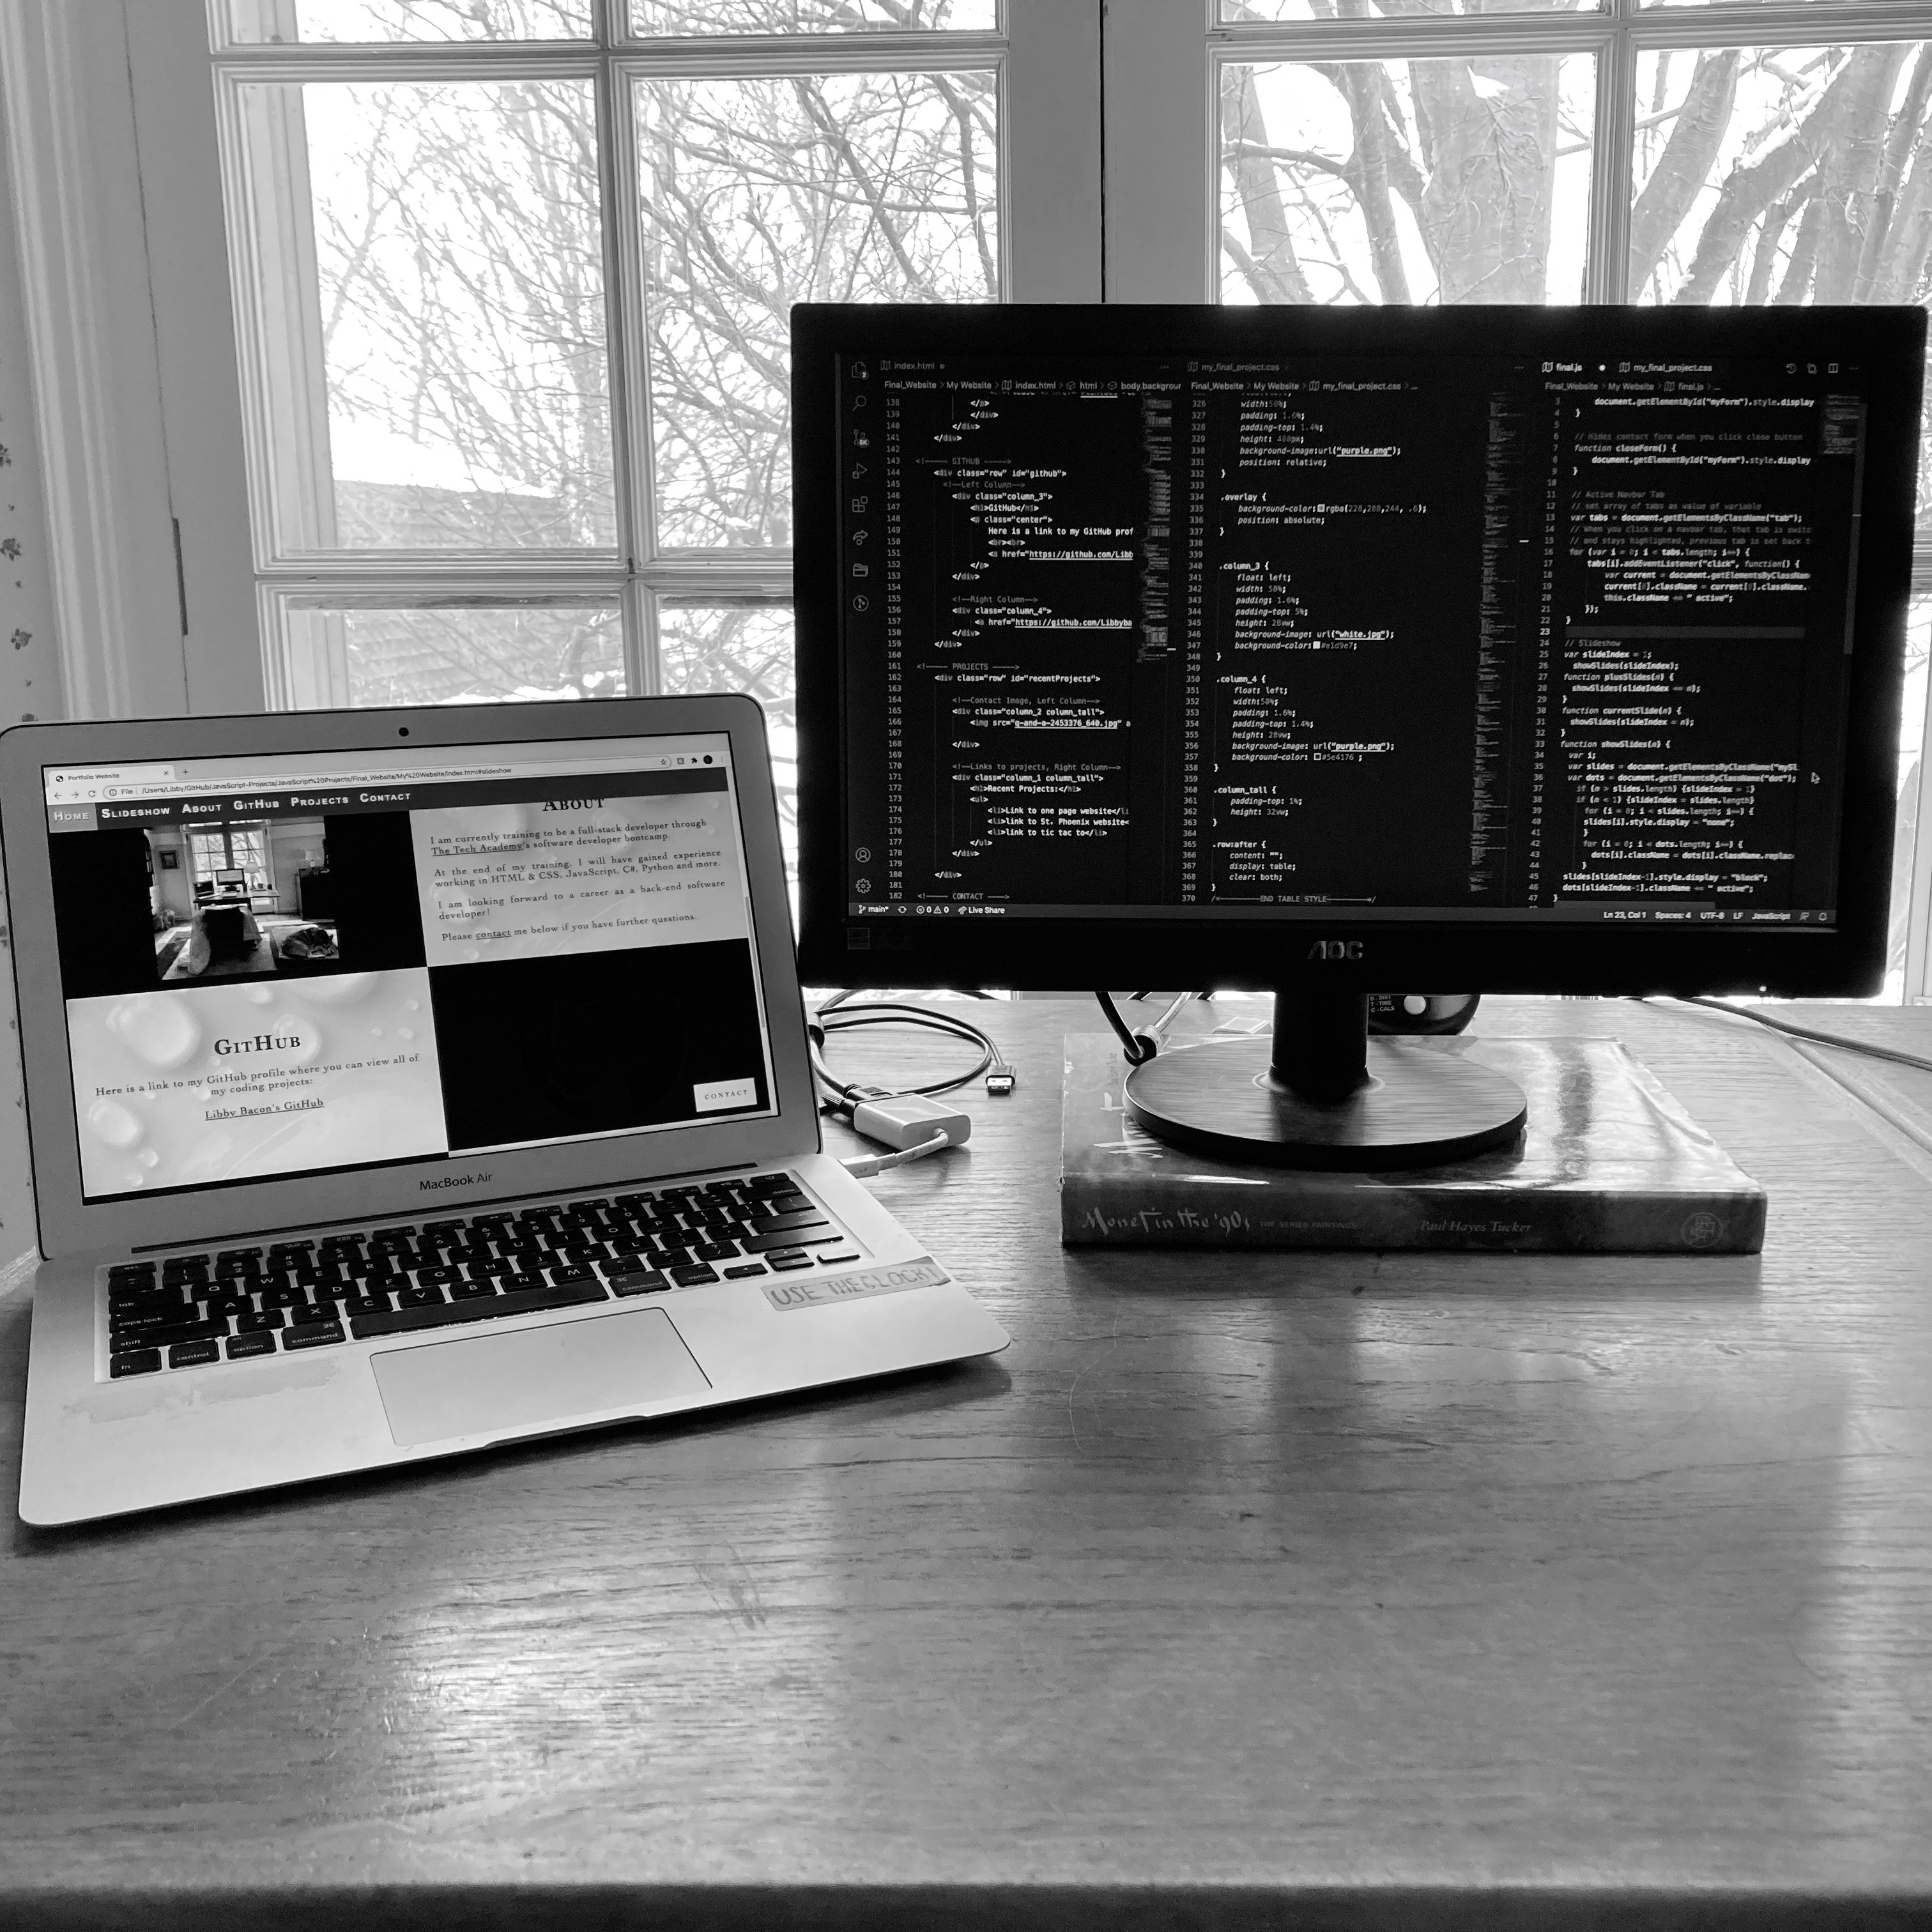 Portfolio Website
File | /Users/Libby/GitHub/JavaScript-Projects/JavaScript%20Projects/Final_Website/My%20Website/index.html#slideshow
Home Slideshow About GitHub Projects Contact
About
I am currently training to be a full-stack developer through
The Tech Academy's software developer bootcamp.
At the end of my training, I will have gained experience
working in HTML & CSS, JavaScript, C#, Python and more.
I am looking forward to a career as a back-end software
developer!
Please contact me below if you have further questions.
GitHub
Here is a link to my GitHub profile where you can view all of
my coding projects:
Libby Bacon's GitHub
CONTACT
MacBook Air
USE THE CLOCK!
index.html
Final_Website > My Website > index.html > html > body.backgrour
138 </p>
139 </div>
140 </div>
141 </div>
142
143 <!-- GITHUB -->
144 <div class="row" id="github">
145 <!--Left Column-->
146 <div class="column_3">
147 <h1>GitHub</h1>
148 <p class="center">
149 Here is a link to my GitHub prof
150 <br><br>
151 <a href="https://github.com/Libb
152 </p>
153 </div>
154
155 <!--Right Column-->
156 <div class="column_4">
157 <a href="https://github.com/Libbyba
158 </div>
159 </div>
160
161 <!-- PROJECTS -->
162 <div class="row" id="recentProjects">
163
164 <!--Contact Image, Left Column-->
165 <div class="column_2 column_tall">
166 <img src="q-and-a-2453376_640.jpg" a
167
168 </div>
169
170 <!--Links to projects, Right Column-->
171 <div class="column_1 column_tall">
172 <h1>Recent Projects:</h1>
173 <ul>
174 <li>Link to one page website</li
175 <li>link to St. Phoenix website<
176 <li>link to tic tac to</li>
177 </ul>
178 </div>
179
180 </div>
181
182 <!-- CONTACT -->
main* 0 0 Live Share
my_final_project.css
Final_Website > My Website > my_final_project.css > ...
326 width:50%;
327 padding: 1.6%;
328 padding-top: 1.4%;
329 height: 400px;
330 background-image:url("purple.png");
331 position: relative;
332 }
333
334 .overlay {
335 background-color: rgba(228,208,244, .6);
336 position: absolute;
337 }
338
339
340 .column_3 {
341 float: left;
342 width: 50%;
343 padding: 1.6%;
344 padding-top: 5%;
345 height: 28vw;
346 background-image: url("white.jpg");
347 background-color: #e1d9e7;
348 }
349
350 .column_4 {
351 float: left;
352 width:50%;
353 padding: 1.6%;
354 padding-top: 1.4%;
355 height: 28vw;
356 background-image: url("purple.png");
357 background-color: #5e4176 ;
358 }
359
360 .column_tall {
361 padding-top: 1%;
362 height: 32vw;
363 }
364
365 .row:after {
366 content: "";
367 display: table;
368 clear: both;
369 }
370 /*--------END TABLE STYLE--------*/
final.js my_final_project.css
Final_Website > My Website > final.js > ...
3 document.getElementById("myForm").style.display
4 }
5
6 // Hides contact form when you click close button
7 function closeForm() {
8 document.getElementById("myForm").style.display
9 }
10
11 // Active Navbar Tab
12 // set array of tabs as value of variable
13 var tabs = document.getElementsByClassName("tab");
14 // When you click on a navbar tab, that tab is switc
15 // and stays highlighted, previous tab is set back t
16 for (var i = 0; i < tabs.length; i++) {
17 tabs[i].addEventListener("click", function() {
18 var current = document.getElementsByClassName
19 current[0].className = current[0].className.
20 this.className += " active";
21 });
22 }
23
24 // Slideshow
25 var slideIndex = 1;
26 showSlides(slideIndex);
27 function plusSlides(n) {
28 showSlides(slideIndex += n);
29 }
30 function currentSlide(n) {
31 showSlides(slideIndex = n);
32 }
33 function showSlides(n) {
34 var i;
35 var slides = document.getElementsByClassName("mySl
36 var dots = document.getElementsByClassName("dot");
37 if (n > slides.length) {slideIndex = 1}
38 if (n < 1) {slideIndex = slides.length}
39 for (i = 0; i < slides.length; i++) {
40 slides[i].style.display = "none";
41 }
42 for (i = 0; i < dots.length; i++) {
43 dots[i].className = dots[i].className.replac
44 }
45 slides[slideIndex-1].style.display = "block";
46 dots[slideIndex-1].className += " active";
47 }
Ln 23, Col 1 Spaces: 4 UTF-8 LF JavaScript
AOC
Monet in the '90s THE SERIES PAINTINGS Paul Hayes Tucker
tab
caps lock
shift
fn control option command
command option
Q W E R T Y U I O P
A S D F G H J K L
Z X C V B N M